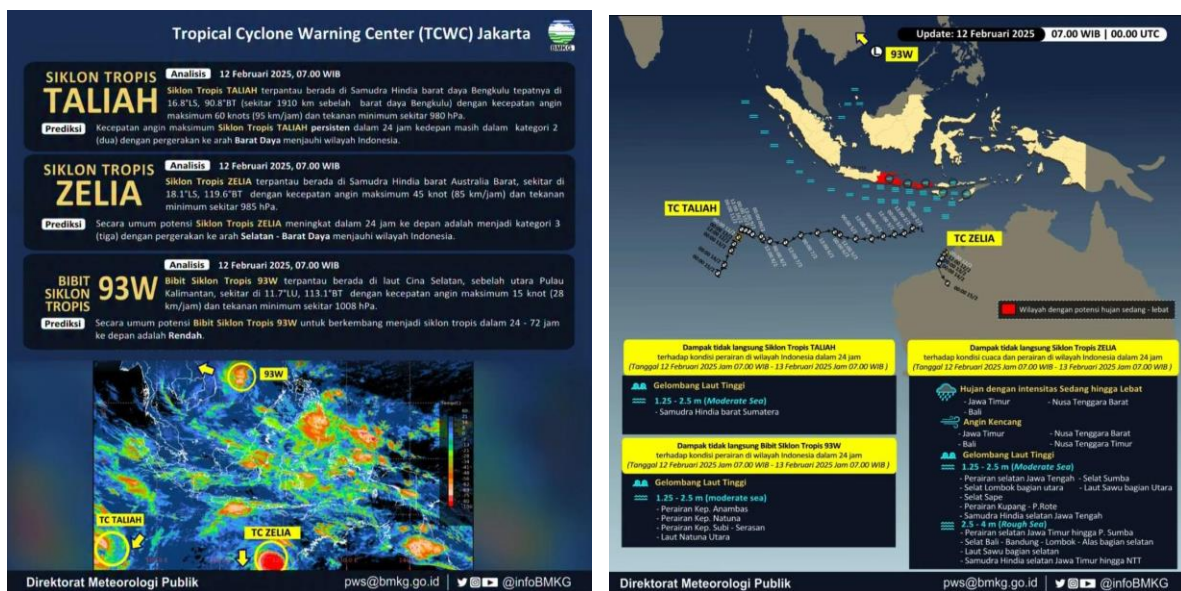 Tropical Cyclone Warning Center (TCWC) Jakarta
BMKG
SIKLON TROPIS
TALIAH
Analisis 12 Februari 2025, 07.00 WIB
Siklon Tropis TALIAH terpantau berada di Samudra Hindia barat daya Bengkulu tepatnya di
16.8°LS, 90.8°BT (sekitar 1910 km sebelah barat daya Bengkulu) dengan kecepatan angin
maksimum 60 knots (95 km/jam) dan tekanan minimum sekitar 980 hPa.
Prediksi Kecepatan angin maksimum Siklon Tropis TALIAH persisten dalam 24 jam kedepan masih dalam kategori 2
(dua) dengan pergerakan ke arah Barat Daya menjauhi wilayah Indonesia.
SIKLON TROPIS
ZELIA
Analisis 12 Februari 2025, 07.00 WIB
Siklon Tropis ZELIA terpantau berada di Samudra Hindia barat Australia Barat, sekitar di
18.1°LS, 119.6°BT dengan kecepatan angin maksimum 45 knot (85 km/jam) dan tekanan
minimum sekitar 985 hPa.
Prediksi Secara umum potensi Siklon Tropis ZELIA meningkat dalam 24 jam ke depan adalah menjadi kategori 3
(tiga) dengan pergerakan ke arah Selatan - Barat Daya menjauhi wilayah Indonesia.
BIBIT
SIKLON
TROPIS
93W
Analisis 12 Februari 2025, 07.00 WIB
Bibit Siklon Tropis 93W terpantau berada di laut Cina Selatan, sebelah utara Pulau
Kalimantan, sekitar di 11.7°LU, 113.1°BT dengan kecepatan angin maksimum 15 knot (28
km/jam) dan tekanan minimum sekitar 1008 hPa.
Prediksi Secara umum potensi Bibit Siklon Tropis 93W untuk berkembang menjadi siklon tropis dalam 24 - 72 jam
ke depan adalah Rendah.
93W
TC TALIAH
TC ZELIA
Direktorat Meteorologi Publik pws@bmkg.go.id @infoBMKG
Update: 12 Februari 2025 07.00 WIB | 00.00 UTC
L 93W
TC TALIAH
TC ZELIA
Wilayah dengan potensi hujan sedang - lebat
Dampak tidak langsung Siklon Tropis TALIAH
terhadap kondisi perairan di wilayah Indonesia dalam 24 jam
(Tanggal 12 Februari 2025 Jam 07.00 WIB - 13 Februari 2025 Jam 07.00 WIB )
Gelombang Laut Tinggi
1.25 - 2.5 m (Moderate Sea)
- Samudra Hindia barat Sumatera
Dampak tidak langsung Bibit Siklon Tropis 93W
terhadap kondisi perairan di wilayah Indonesia dalam 24 jam
(Tanggal 12 Februari 2025 Jam 07.00 WIB - 13 Februari 2025 Jam 07.00 WIB )
Gelombang Laut Tinggi
1.25 - 2.5 m (moderate sea)
- Perairan Kep. Anambas
- Perairan Kep. Natuna
- Perairan Kep. Subi - Serasan
- Laut Natuna Utara
Dampak tidak langsung Siklon Tropis ZELIA
terhadap kondisi cuaca dan perairan di wilayah Indonesia dalam 24 jam
(Tanggal 12 Februari 2025 Jam 07.00 WIB - 13 Februari 2025 Jam 07.00 WIB )
Hujan dengan intensitas Sedang hingga Lebat
- Jawa Timur - Nusa Tenggara Barat
- Bali
Angin Kencang
- Jawa Timur - Nusa Tenggara Barat
- Bali - Nusa Tenggara Timur
Gelombang Laut Tinggi
1.25 - 2.5 m (Moderate Sea)
- Perairan selatan Jawa Tengah - Selat Sumba
- Selat Lombok bagian utara - Laut Sawu bagian Utara
- Selat Sape
- Perairan Kupang - P.Rote
- Samudra Hindia selatan Jawa Tengah
2.5 - 4 m (Rough Sea)
- Perairan selatan Jawa Timur hingga P. Sumba
- Selat Bali - Bandung - Lombok - Alas bagian selatan
- Laut Sawu bagian selatan
- Samudra Hindia selatan Jawa Timur hingga NTT
Direktorat Meteorologi Publik pws@bmkg.go.id @infoBMKG